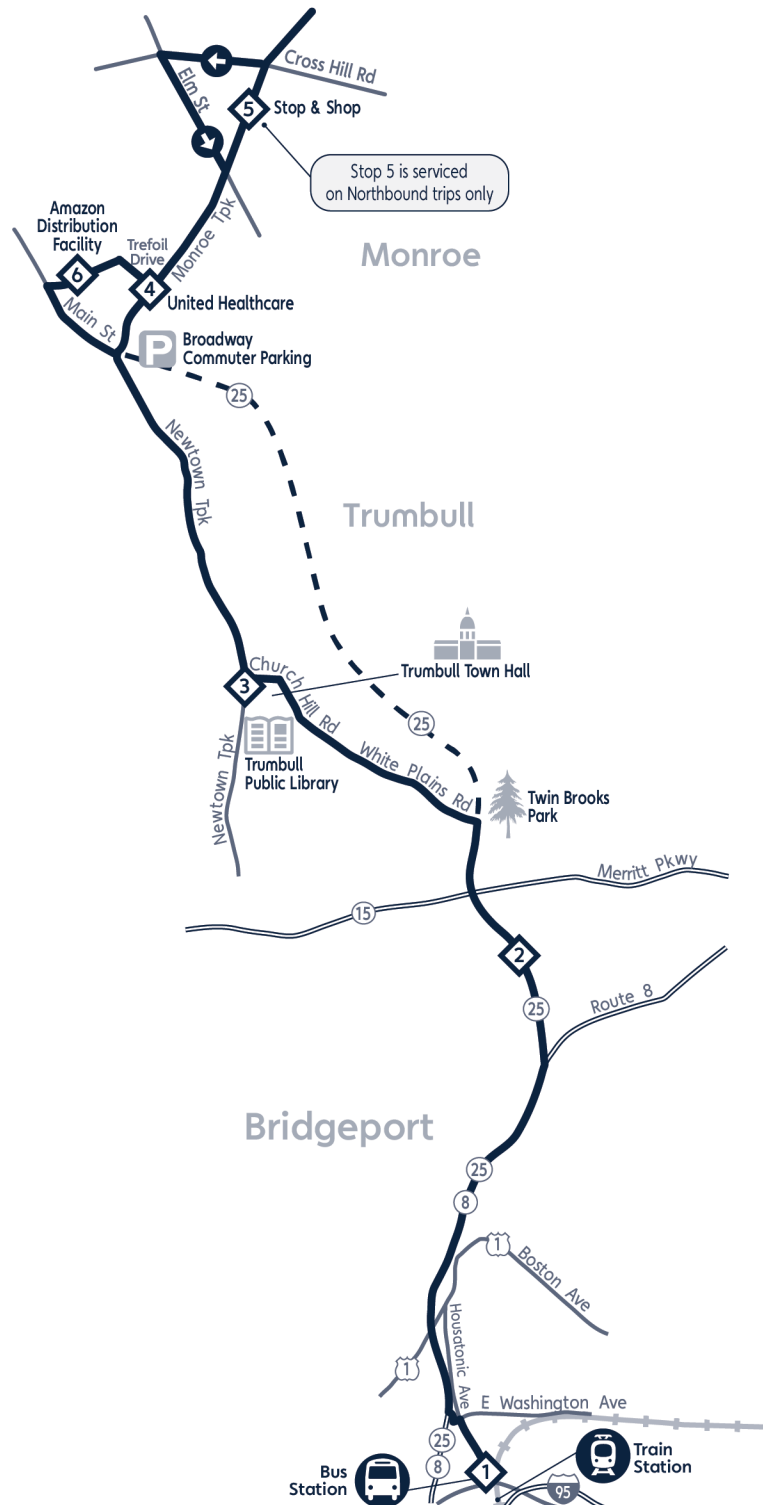 Cross Hill Rd
Elm St
5
Stop & Shop
Stop 5 is serviced
on Northbound trips only
Amazon
Distribution
Facility
Trefoil
Drive
Monroe Tpk
Monroe
6
4
United Healthcare
Main St
P
Broadway
Commuter Parking
25
Newtown Tpk
Trumbull
Trumbull Town Hall
Church Hill Rd
3
25
Newtown Tpk
Trumbull
Public Library
White Plains Rd
Twin Brooks
Park
Merritt Pkwy
15
2
25
Route 8
Bridgeport
25
8
1
Boston Ave
Housatonic Ave
1
E Washington Ave
25
8
1
Bus
Station
Train
Station
95